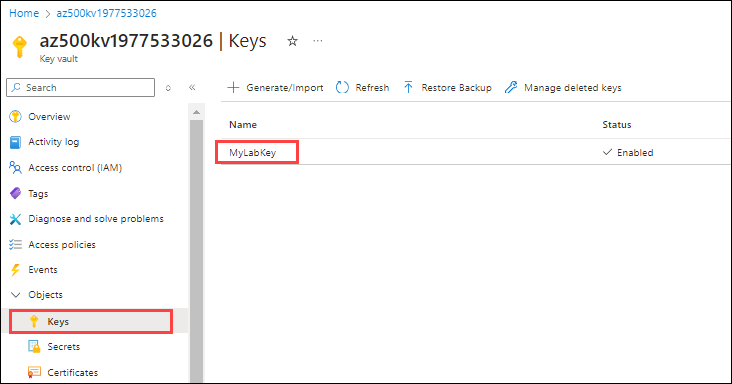 Home > az500kv1977533026
az500kv1977533026 | Keys ☆ ...
Key vault
Search
Generate/Import Refresh Restore Backup Manage deleted keys
Overview
Activity log
Access control (IAM)
Tags
Diagnose and solve problems
Access policies
Events
Objects
Keys
Secrets
Certificates
Name Status
MyLabKey Enabled